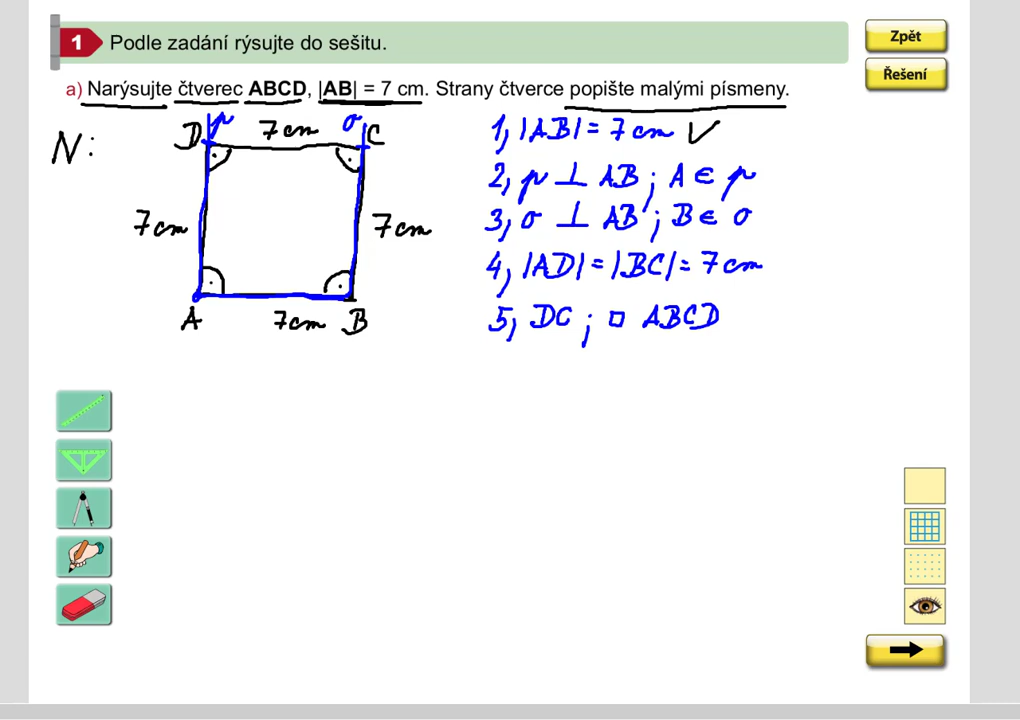 1 Podle zadání rýsujte do sešitu.
Zpět
Řešení
a) Narýsujte čtverec ABCD, |AB| = 7 cm. Strany čtverce popište malými písmeny.
N:
D p 7cm o C
7cm
7cm
A 7cm B
1, |AB| = 7 cm ✓
2, p ⊥ AB ; A ∈ p
3, o ⊥ AB ; B ∈ o
4, |AD| = |BC| = 7 cm
5, DC ; □ ABCD